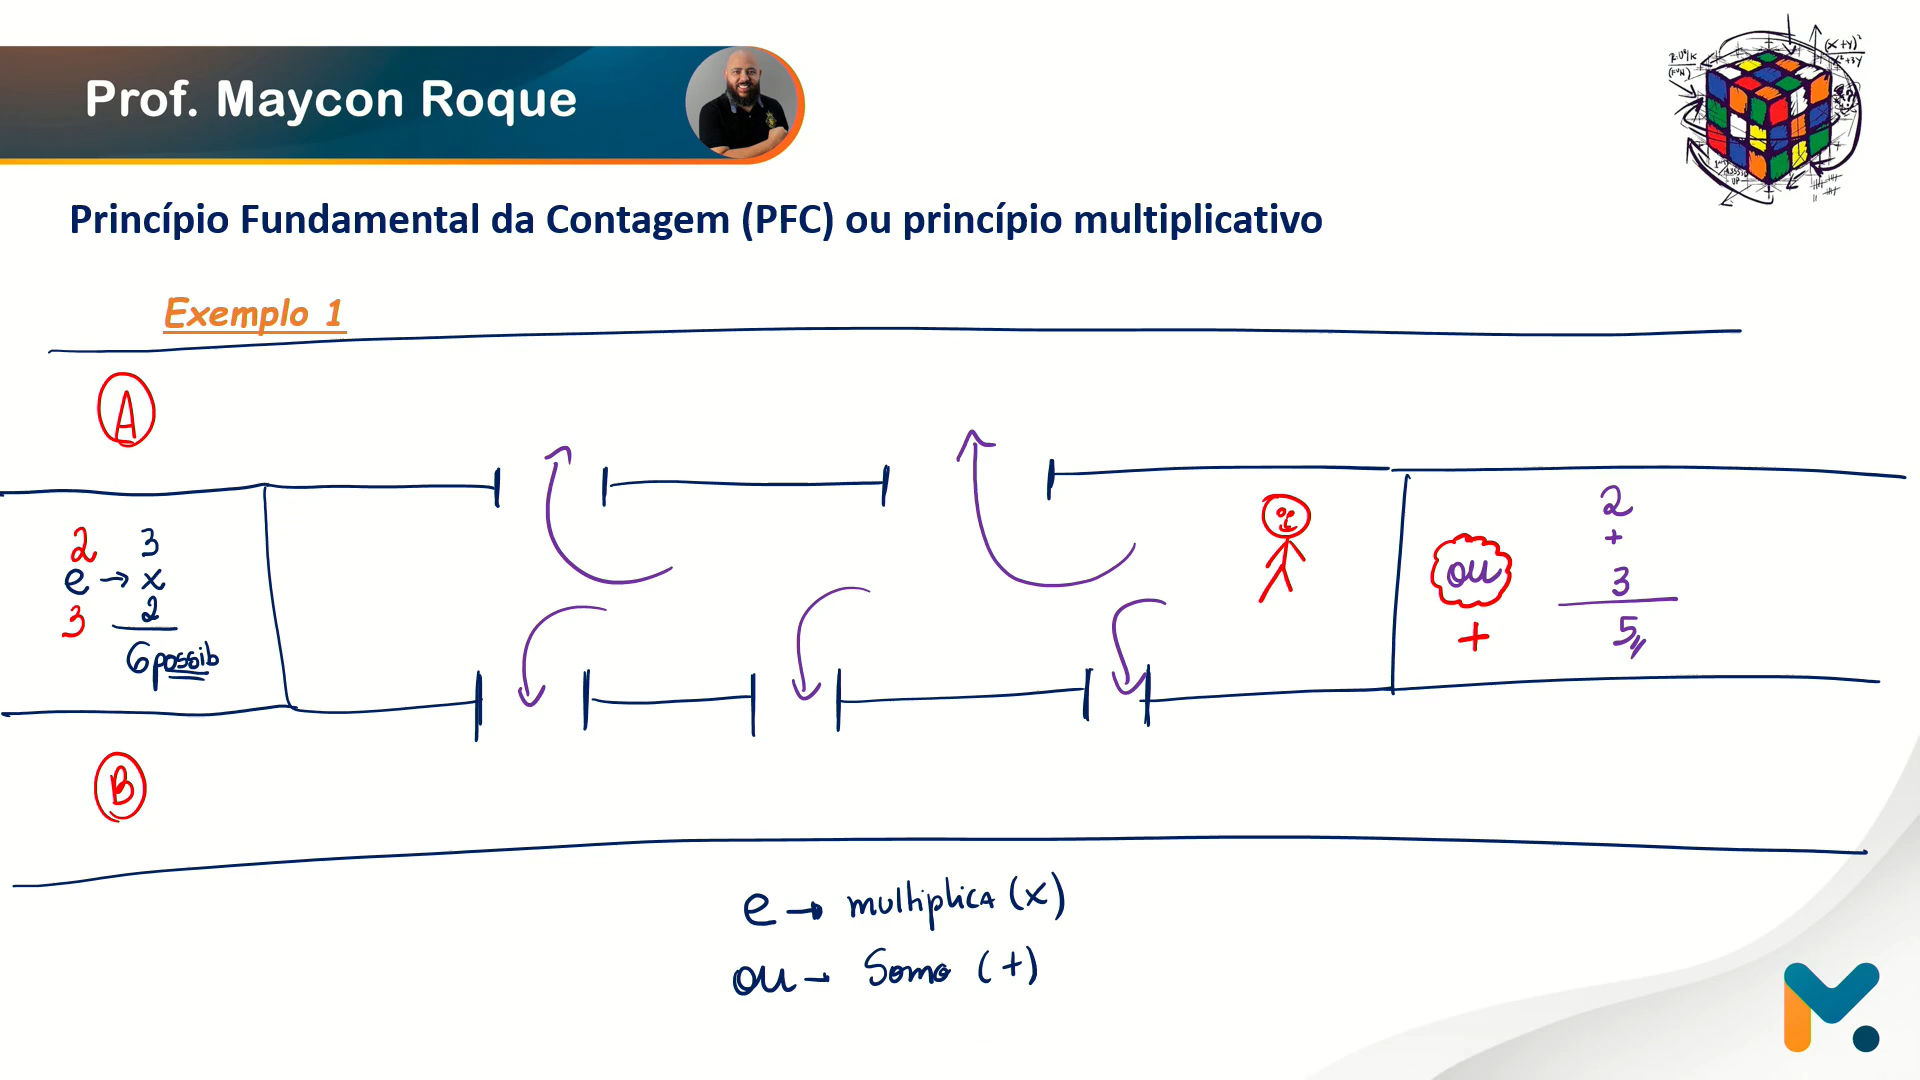 Prof. Maycon Roque
Princípio Fundamental da Contagem (PFC) ou princípio multiplicativo
Exemplo 1
A
2 3
e → x
3 2
6 possib
ou
+
2
+
3
5
B
e → multiplica (x)
ou → Soma (+)
(x+y)²